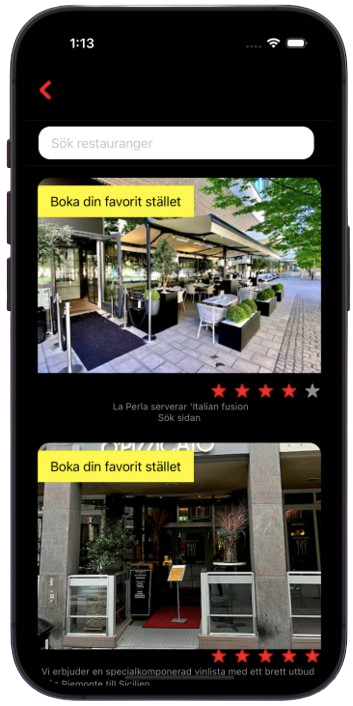 1:13
Sök restauranger
Boka din favorit stället
La Perla serverar 'Italian fusion
Sök sidan
Boka din favorit stället
Vi erbjuder en specialkomponerad vinlista med ett brett utbud
Piemonte till Sicilien